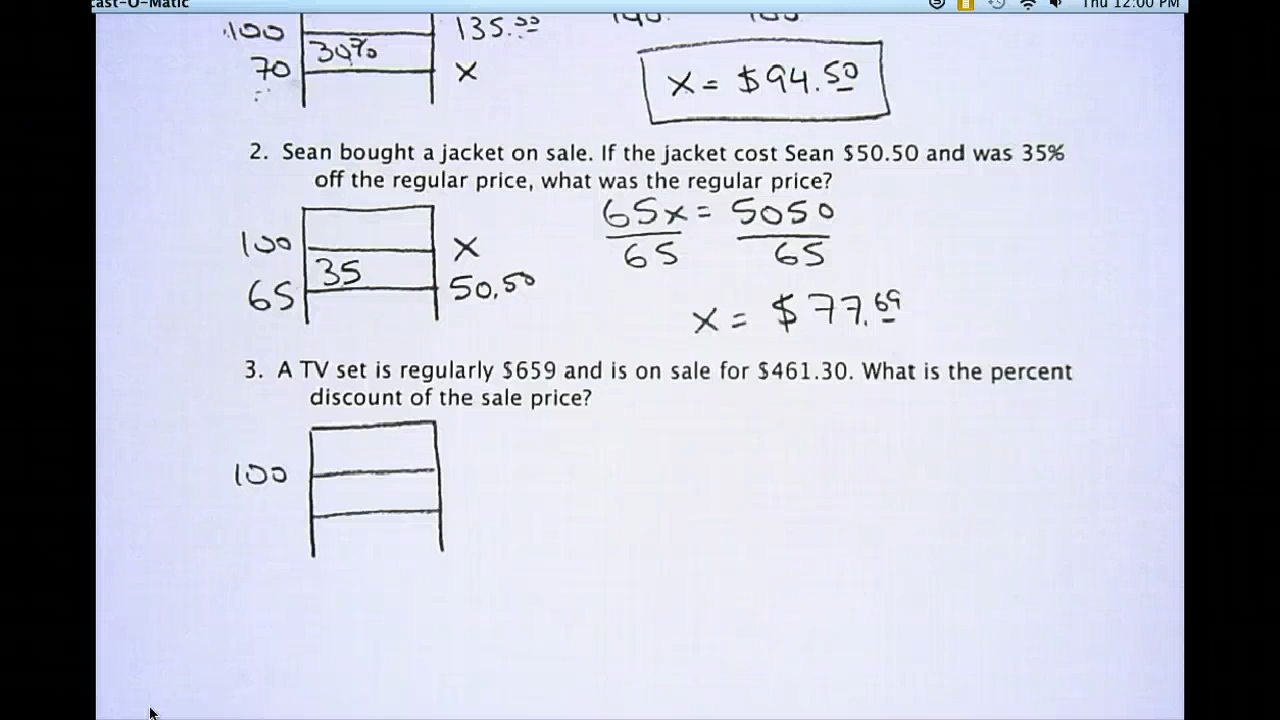 cast-O-Matic Thu 12:00 PM
100 135.00
30%
70 x
x = $94.50
2. Sean bought a jacket on sale. If the jacket cost Sean $50.50 and was 35%
off the regular price, what was the regular price?
65x = 5050
65 65
100 x
35
65 50.50
x = $77.69
3. A TV set is regularly $659 and is on sale for $461.30. What is the percent
discount of the sale price?
100